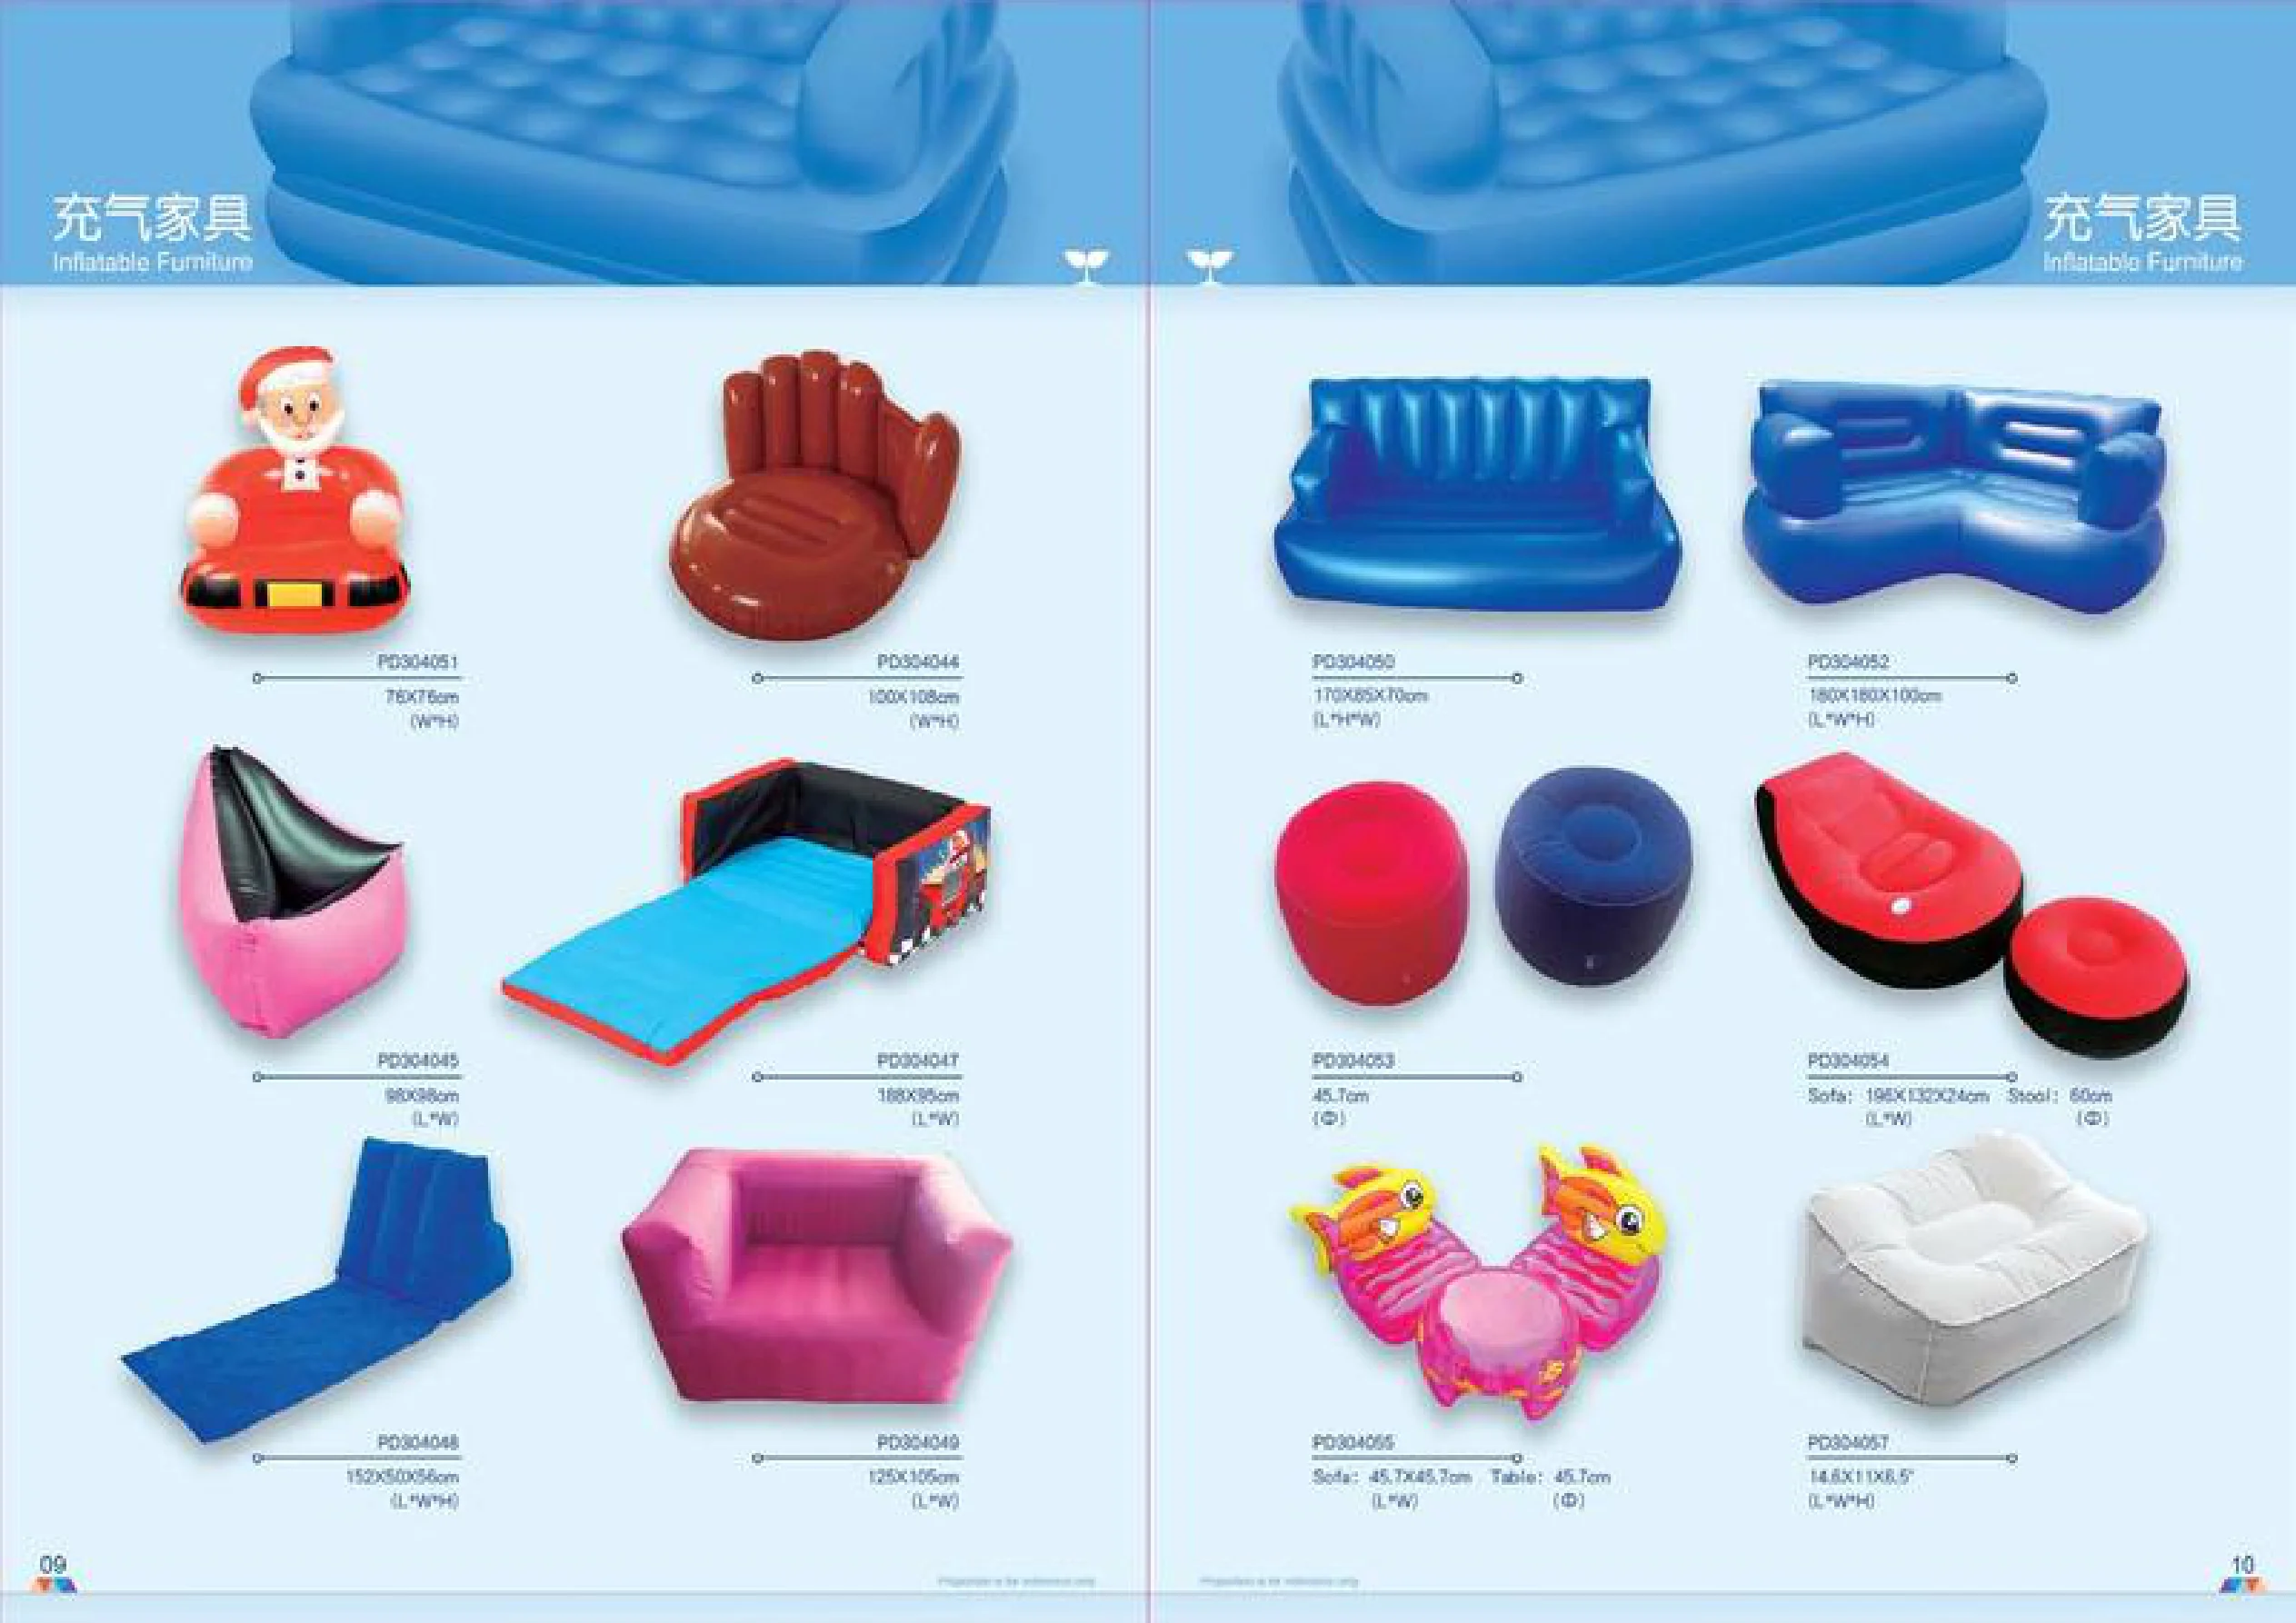 充气家具
Inflatable Furniture
PD304051
76X76cm
(W*H)
PD304044
100X108cm
(W*H)
PD304045
98X98cm
(L*W)
PD304047
188X95cm
(L*W)
PD304048
152X50X56cm
(L*W*H)
PD304049
125X105cm
(L*W)
09
充气家具
Inflatable Furniture
PD304050
170X85X70cm
(L*H*W)
PD304052
180X180X100cm
(L*W*H)
PD304053
45.7cm
(Φ)
PD304054
Sofa: 196X132X24cm Stool: 60cm
(L*W) (Φ)
PD304055
Sofa: 45.7X45.7cm Table: 45.7cm
(L*W) (Φ)
PD304057
14.6X11X6.5"
(L*W*H)
10